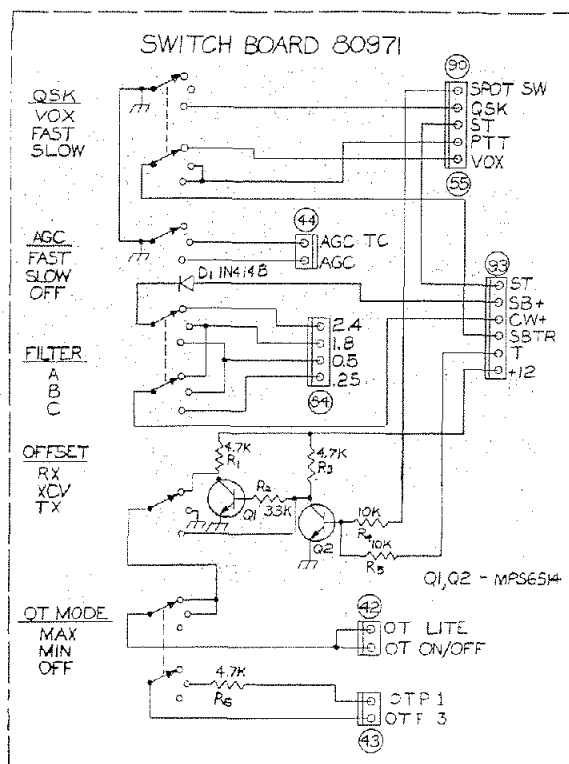 SWITCH BOARD 80971
QSK
VOX
FAST
SLOW
90
SPOT SW
QSK
ST
PTT
VOX
55
AGC
FAST
SLOW
OFF
44
AGC TC
AGC
D1 1N4148
93
ST
SB+
CW+
SBTR
T
+12
FILTER
A
B
C
2.4
1.8
0.5
.25
54
OFFSET
RX
XCV
TX
4.7K
R1
4.7K
R3
R2
3.3K
Q1
Q2
10K
R4
10K
R5
Q1,Q2 - MPS6514
OT MODE
MAX
MIN
OFF
42
OT LITE
OT ON/OFF
4.7K
R6
OTP 1
OTP 3
43